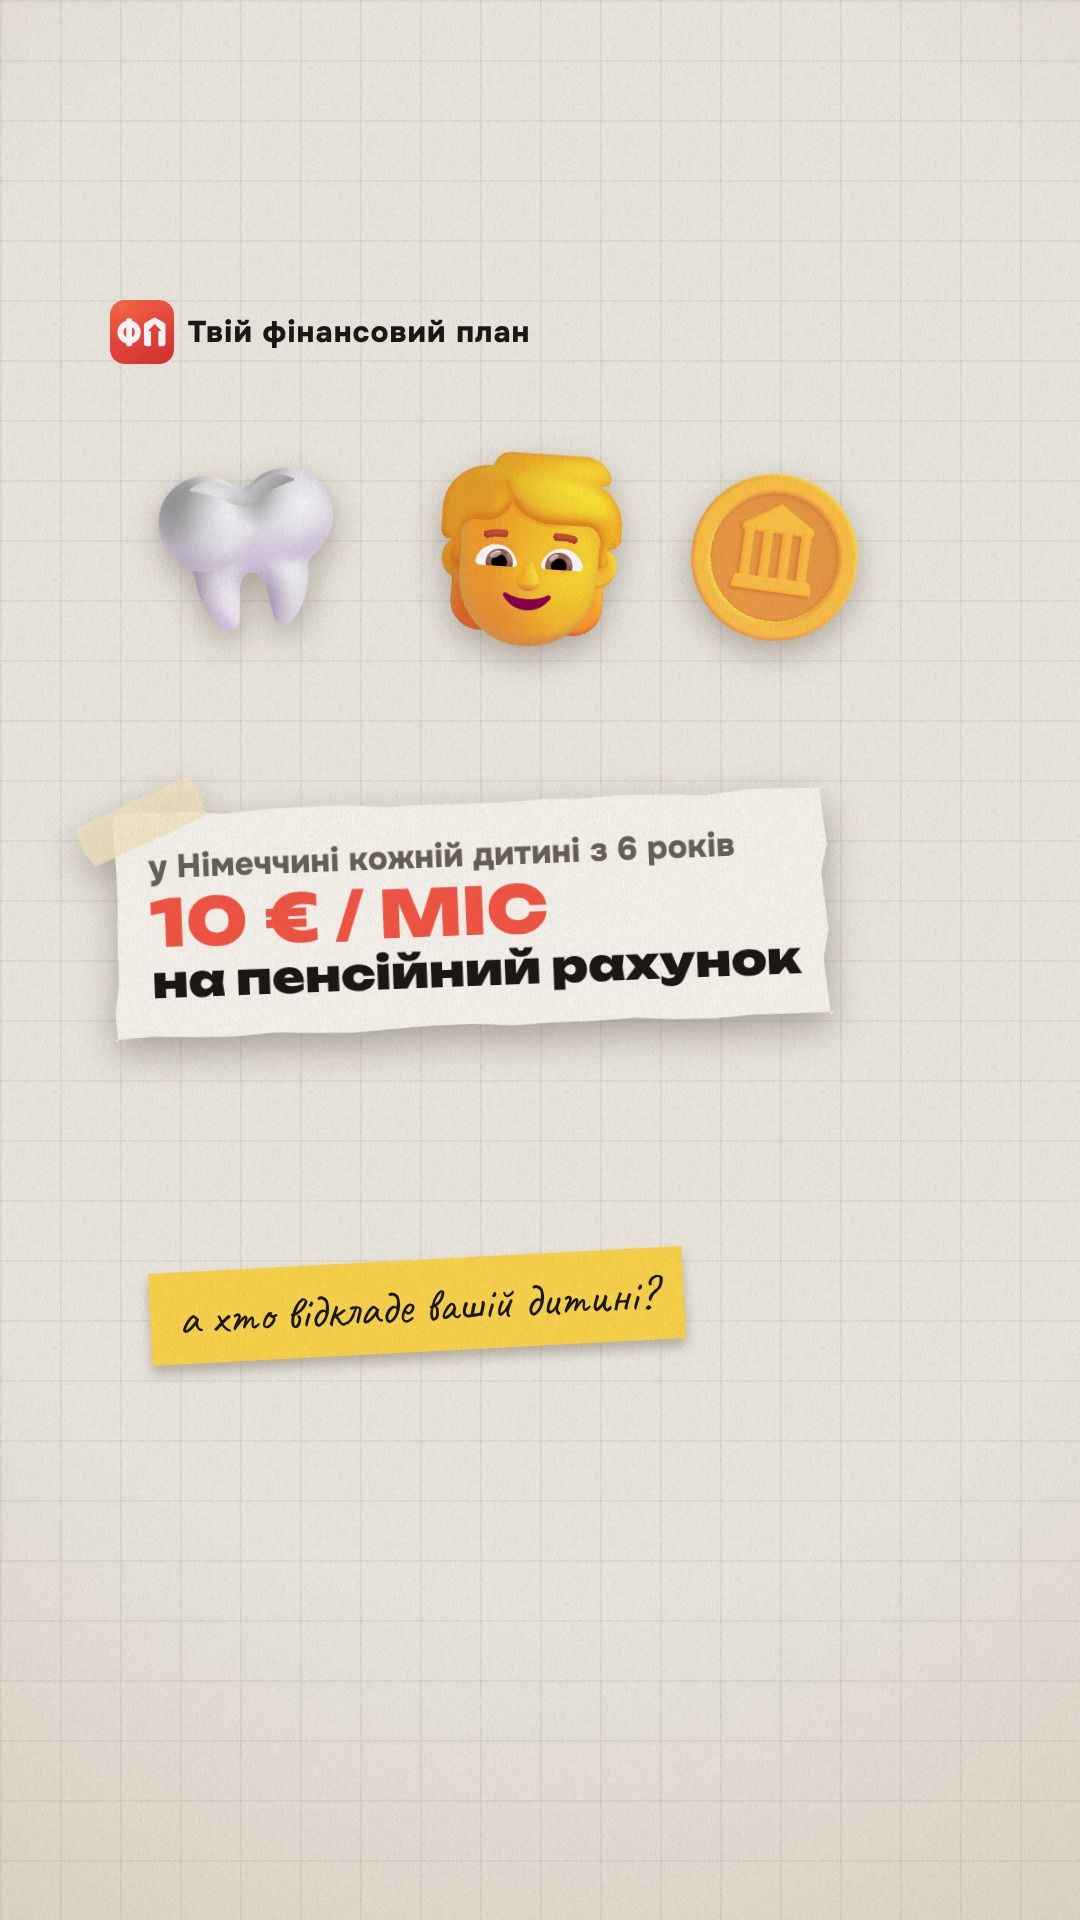 ФП Твій фінансовий план
у Німеччині кожній дитині з 6 років
10 € / МІС
на пенсійний рахунок
а хто відкладе вашій дитині?